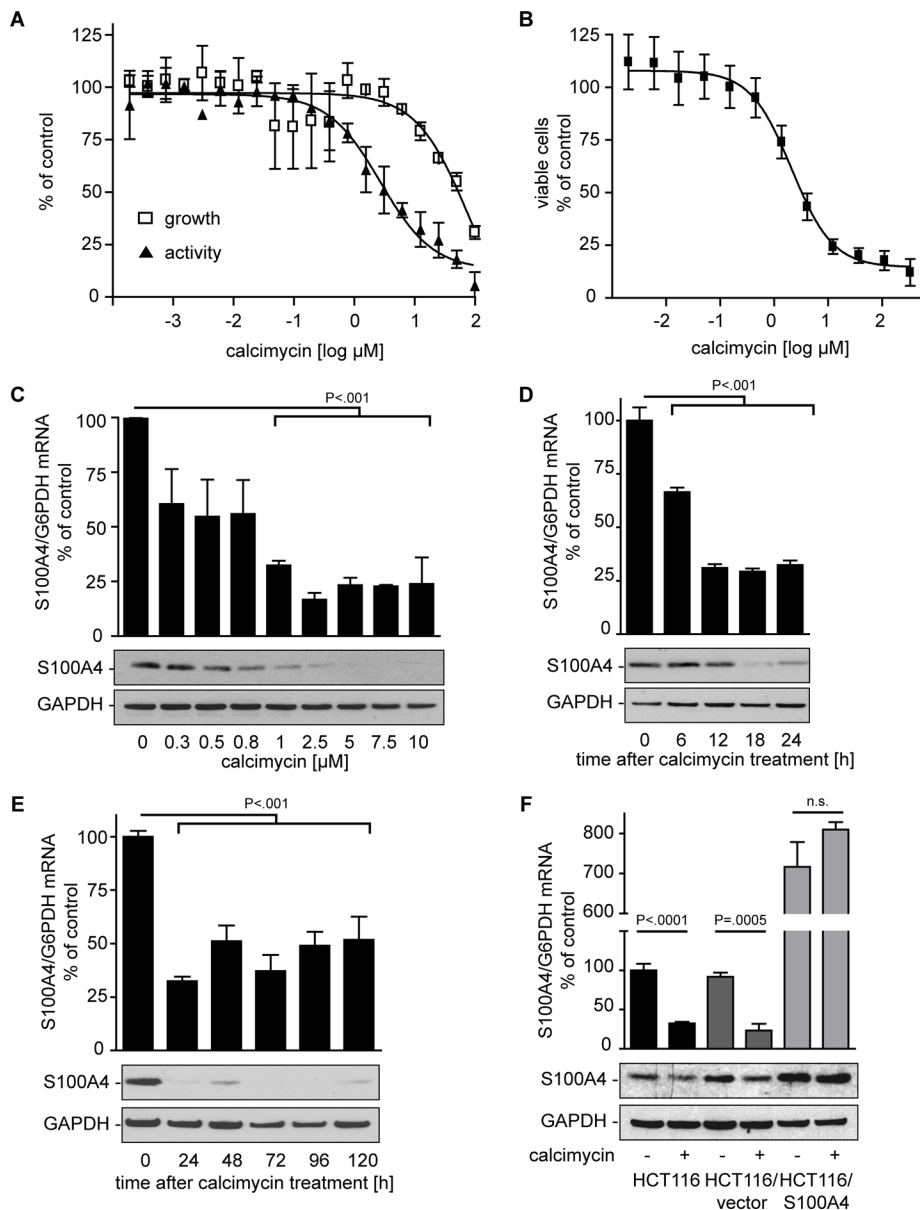 A
125
100
75
50
25
0
% of control
growth
activity
-3
-2
-1
0
1
2
calcimycin [log µM]
B
125
100
75
50
25
0
viable cells
% of control
-2
-1
0
1
2
calcimycin [log µM]
C
P<.001
100
75
50
25
0
S100A4/G6PDH mRNA
% of control
S100A4 -
GAPDH -
0 0.3 0.5 0.8 1 2.5 5 7.5 10
calcimycin [µM]
D
P<.001
100
75
50
25
0
S100A4/G6PDH mRNA
% of control
S100A4 -
GAPDH -
0 6 12 18 24
time after calcimycin treatment [h]
E
P<.001
100
75
50
25
0
S100A4/G6PDH mRNA
% of control
S100A4 -
GAPDH -
0 24 48 72 96 120
time after calcimycin treatment [h]
F
n.s.
800
700
600
P<.0001 P=.0005
100
50
0
S100A4/G6PDH mRNA
% of control
S100A4 -
GAPDH -
calcimycin - + - + - +
HCT116 HCT116/ HCT116/
vector S100A4